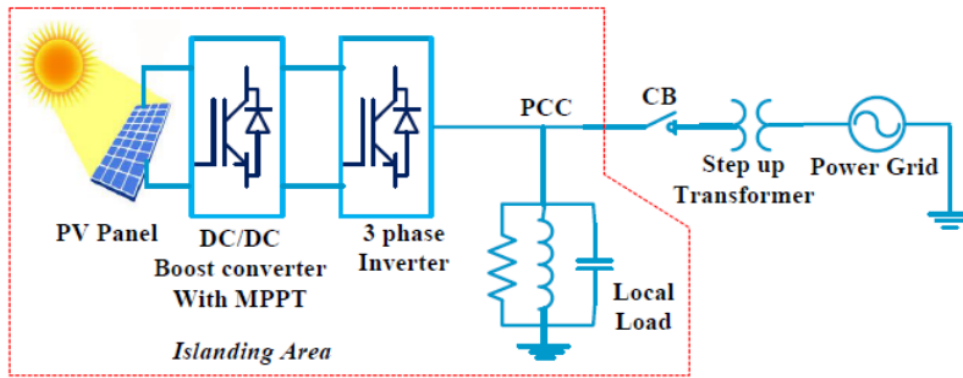 PCC
CB
Step up
Transformer
Power Grid
PV Panel
DC/DC
Boost converter
With MPPT
3 phase
Inverter
Local
Load
Islanding Area